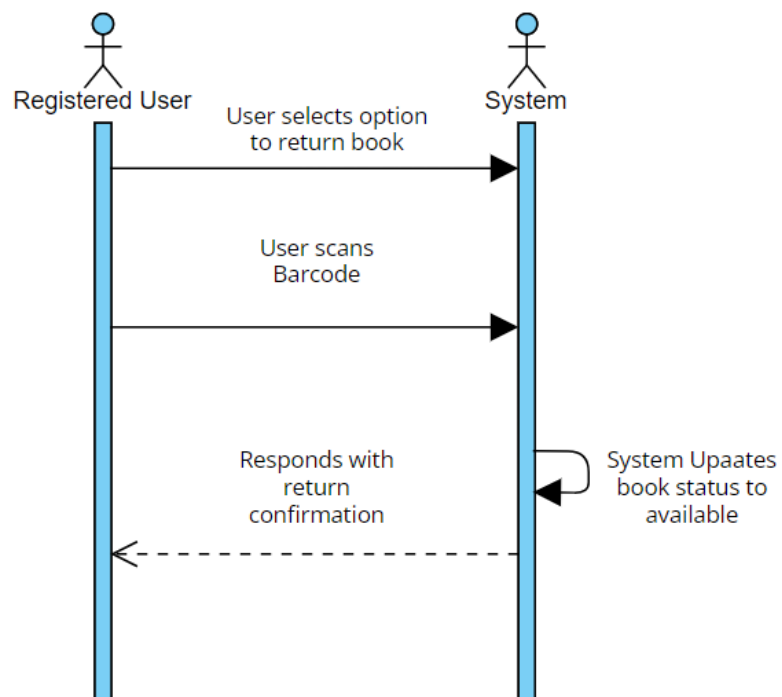 Registered User
System
User selects option
to return book
User scans
Barcode
Responds with
return
confirmation
System Upaates
book status to
available